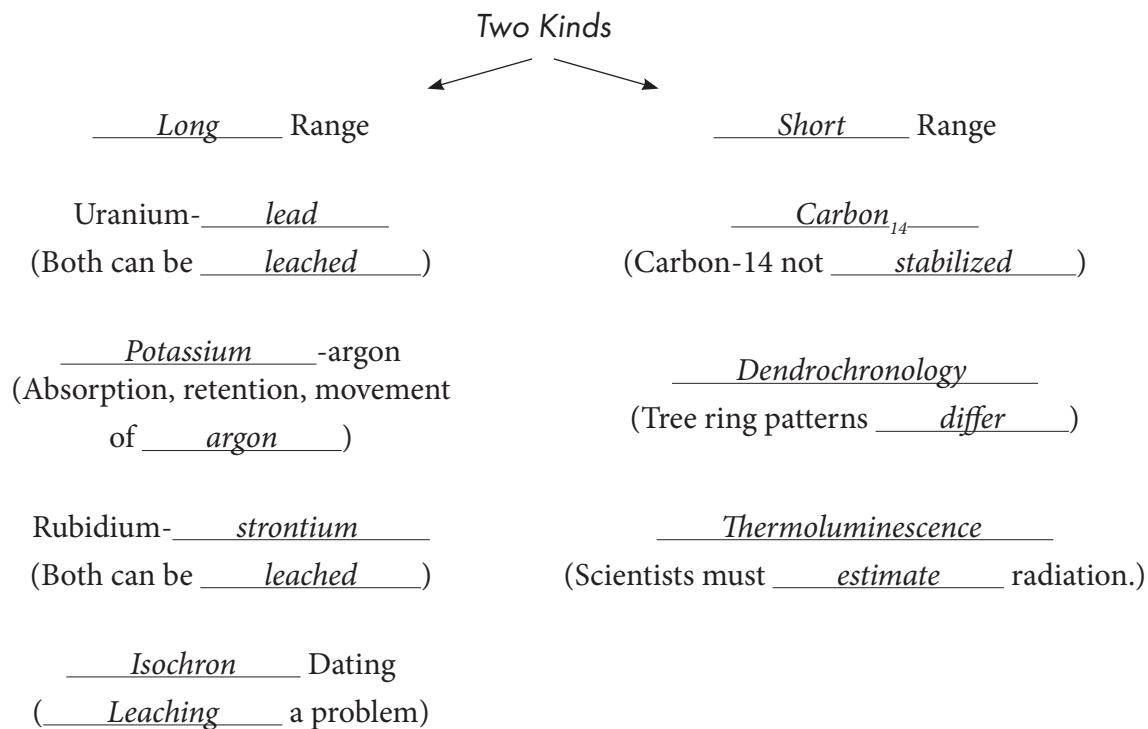 Two Kinds
Long Range
Uranium-lead
(Both can be leached)
Potassium-argon
(Absorption, retention, movement
of argon)
Rubidium-strontium
(Both can be leached)
Isochron Dating
(Leaching a problem)
Short Range
Carbon₁₄
(Carbon-14 not stabilized)
Dendrochronology
(Tree ring patterns differ)
Thermoluminescence
(Scientists must estimate radiation.)